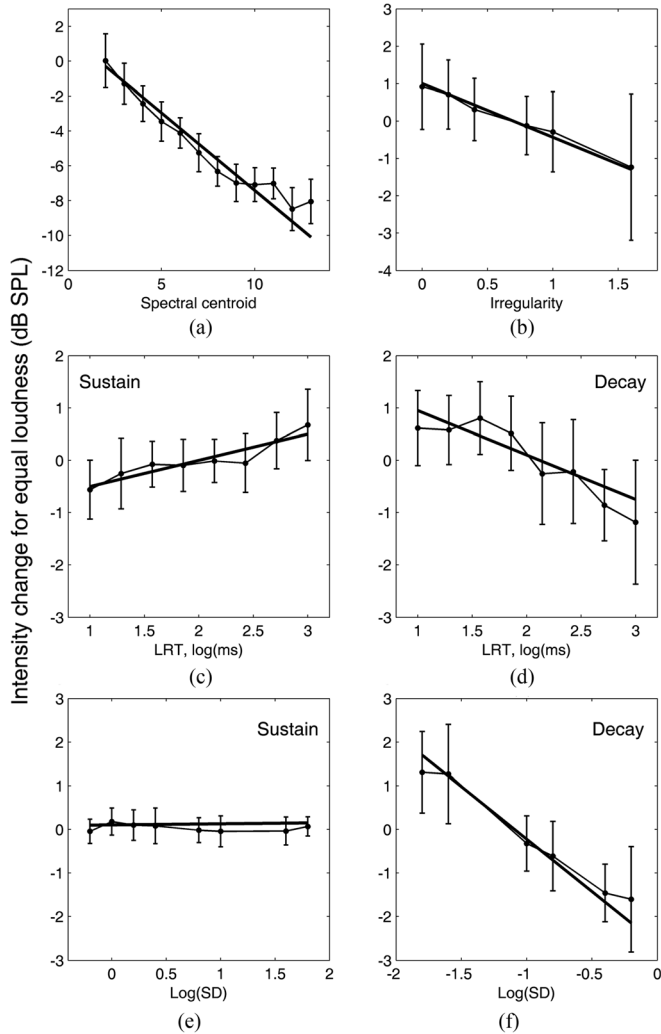 Intensity change for equal loudness (dB SPL)
2
0
-2
-4
-6
-8
-10
-12
0 5 10
Spectral centroid
(a)
3
2
1
0
-1
-2
-3
-4
0 0.5 1 1.5
Irregularity
(b)
Sustain
2
1
0
-1
-2
-3
1 1.5 2 2.5 3
LRT, log(ms)
(c)
Decay
2
1
0
-1
-2
-3
1 1.5 2 2.5 3
LRT, log(ms)
(d)
Sustain
3
2
1
0
-1
-2
-3
0 0.5 1 1.5 2
Log(SD)
(e)
Decay
3
2
1
0
-1
-2
-3
-2 -1.5 -1 -0.5 0
Log(SD)
(f)